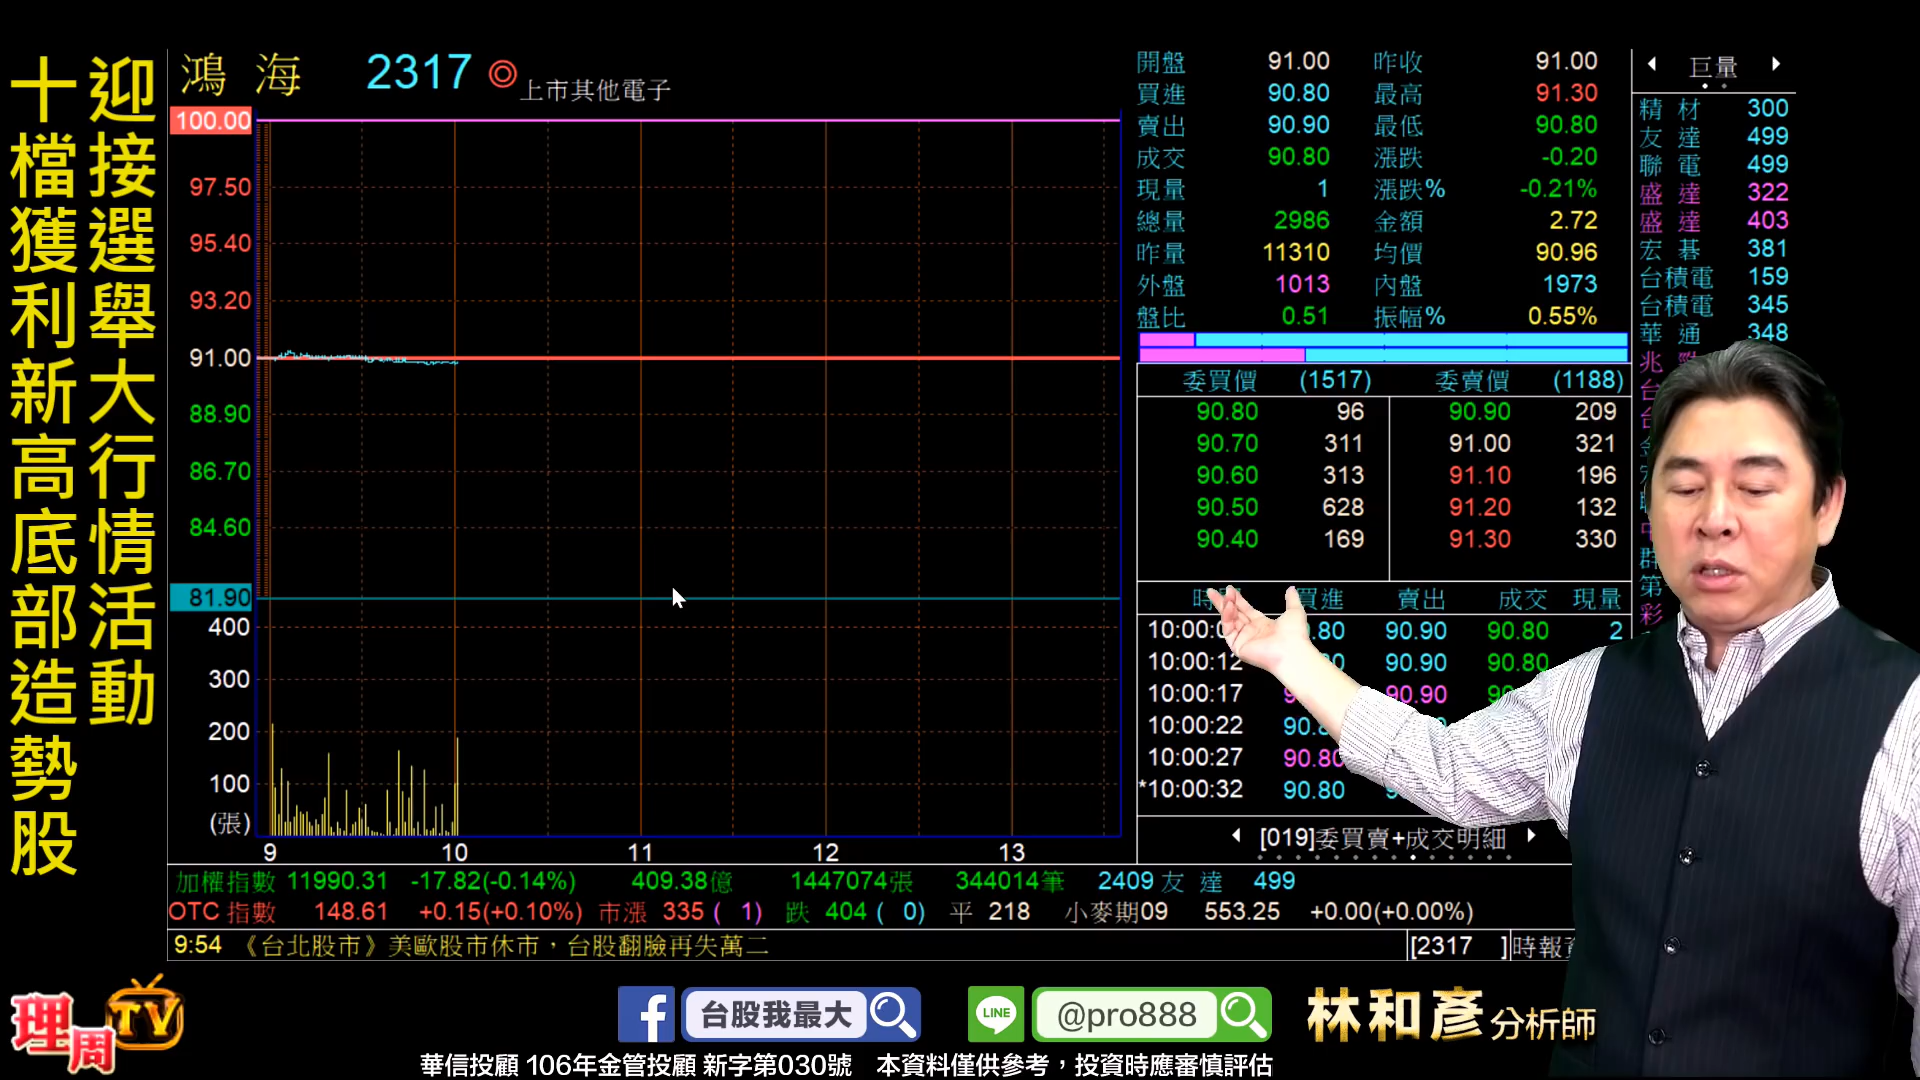 迎接選舉大行情活動
十檔獲利新高底部造勢股
鴻海 2317 ◎ 上市其他電子
100.00
97.50
95.40
93.20
91.00
88.90
86.70
84.60
81.90
400
300
200
100
(張)
9 10 11 12 13
開盤 91.00 昨收 91.00
買進 90.80 最高 91.30
賣出 90.90 最低 90.80
成交 90.80 漲跌 -0.20
現量 1 漲跌% -0.21%
總量 2986 金額 2.72
昨量 11310 均價 90.96
外盤 1013 內盤 1973
盤比 0.51 振幅% 0.55%
委買價 (1517) 委賣價 (1188)
90.80 96 90.90 209
90.70 311 91.00 321
90.60 313 91.10 196
90.50 628 91.20 132
90.40 169 91.30 330
買進 賣出 成交 現量
10:00:0 .80 90.90 90.80 2
10:00:12 90.90 90.80
10:00:17 90.90
10:00:22
10:00:27 90.80
*10:00:32 90.80
[019]委買賣+成交明細
巨量
精材 300
友達 499
聯電 499
盛達 322
盛達 403
宏碁 381
台積電 159
台積電 345
華通 348
兆
台
台
群
第
彩
加權指數 11990.31 -17.82(-0.14%) 409.38億 1447074張 344014筆 2409 友達 499
OTC 指數 148.61 +0.15(+0.10%) 市漲 335 ( 1) 跌 404 ( 0) 平 218 小麥期09 553.25 +0.00(+0.00%)
9:54 《台北股市》美歐股市休市，台股翻臉再失萬二 [2317 ]時報
理周TV
台股我最大
LINE
@pro888
林和彥 分析師
華信投顧 106年金管投顧 新字第030號 本資料僅供參考，投資時應審慎評估